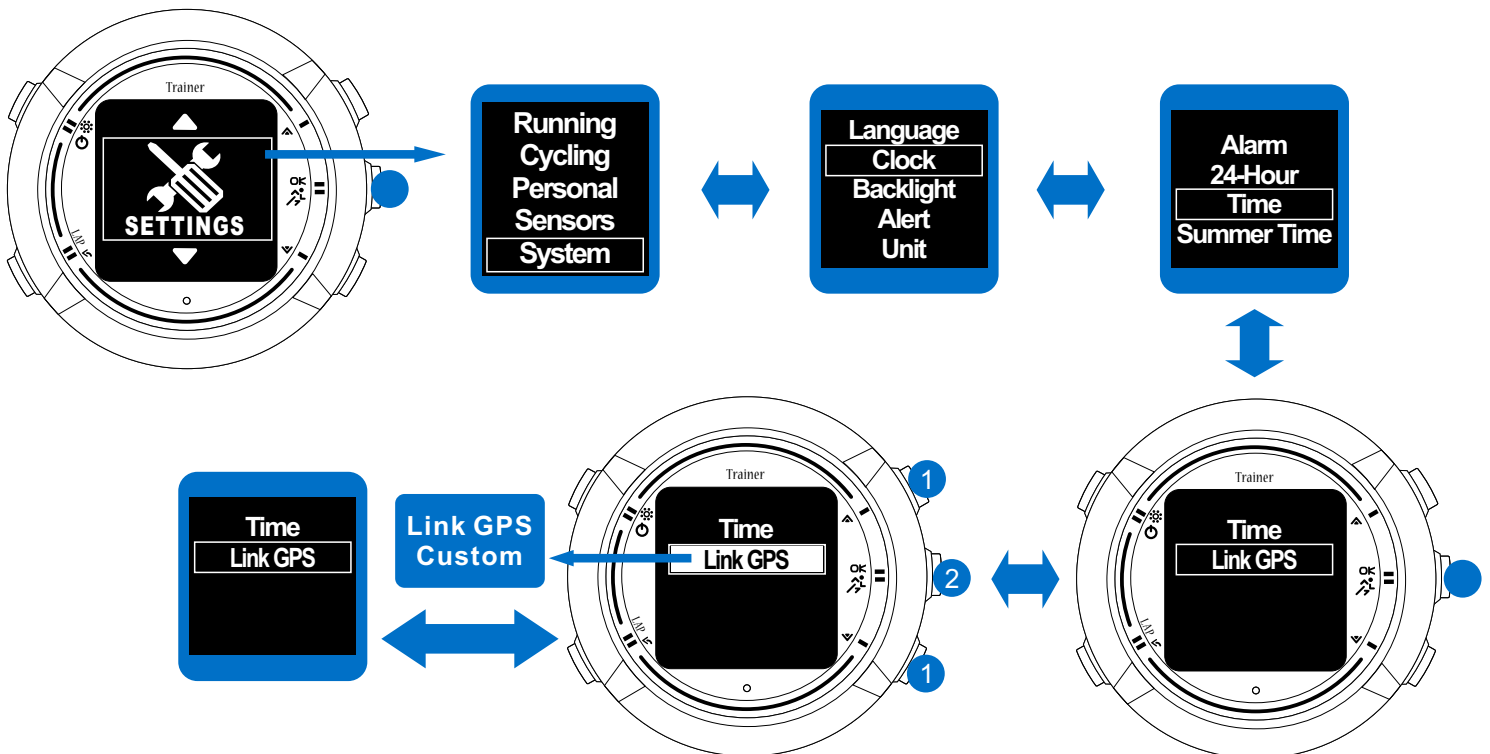 Trainer
SETTINGS
OK
LAP
Running
Cycling
Personal
Sensors
System
Language
Clock
Backlight
Alert
Unit
Alarm
24-Hour
Time
Summer Time
Time
Link GPS
Link GPS
Custom
Trainer
Time
Link GPS
OK
LAP
1
2
1
Trainer
Time
Link GPS
OK
LAP